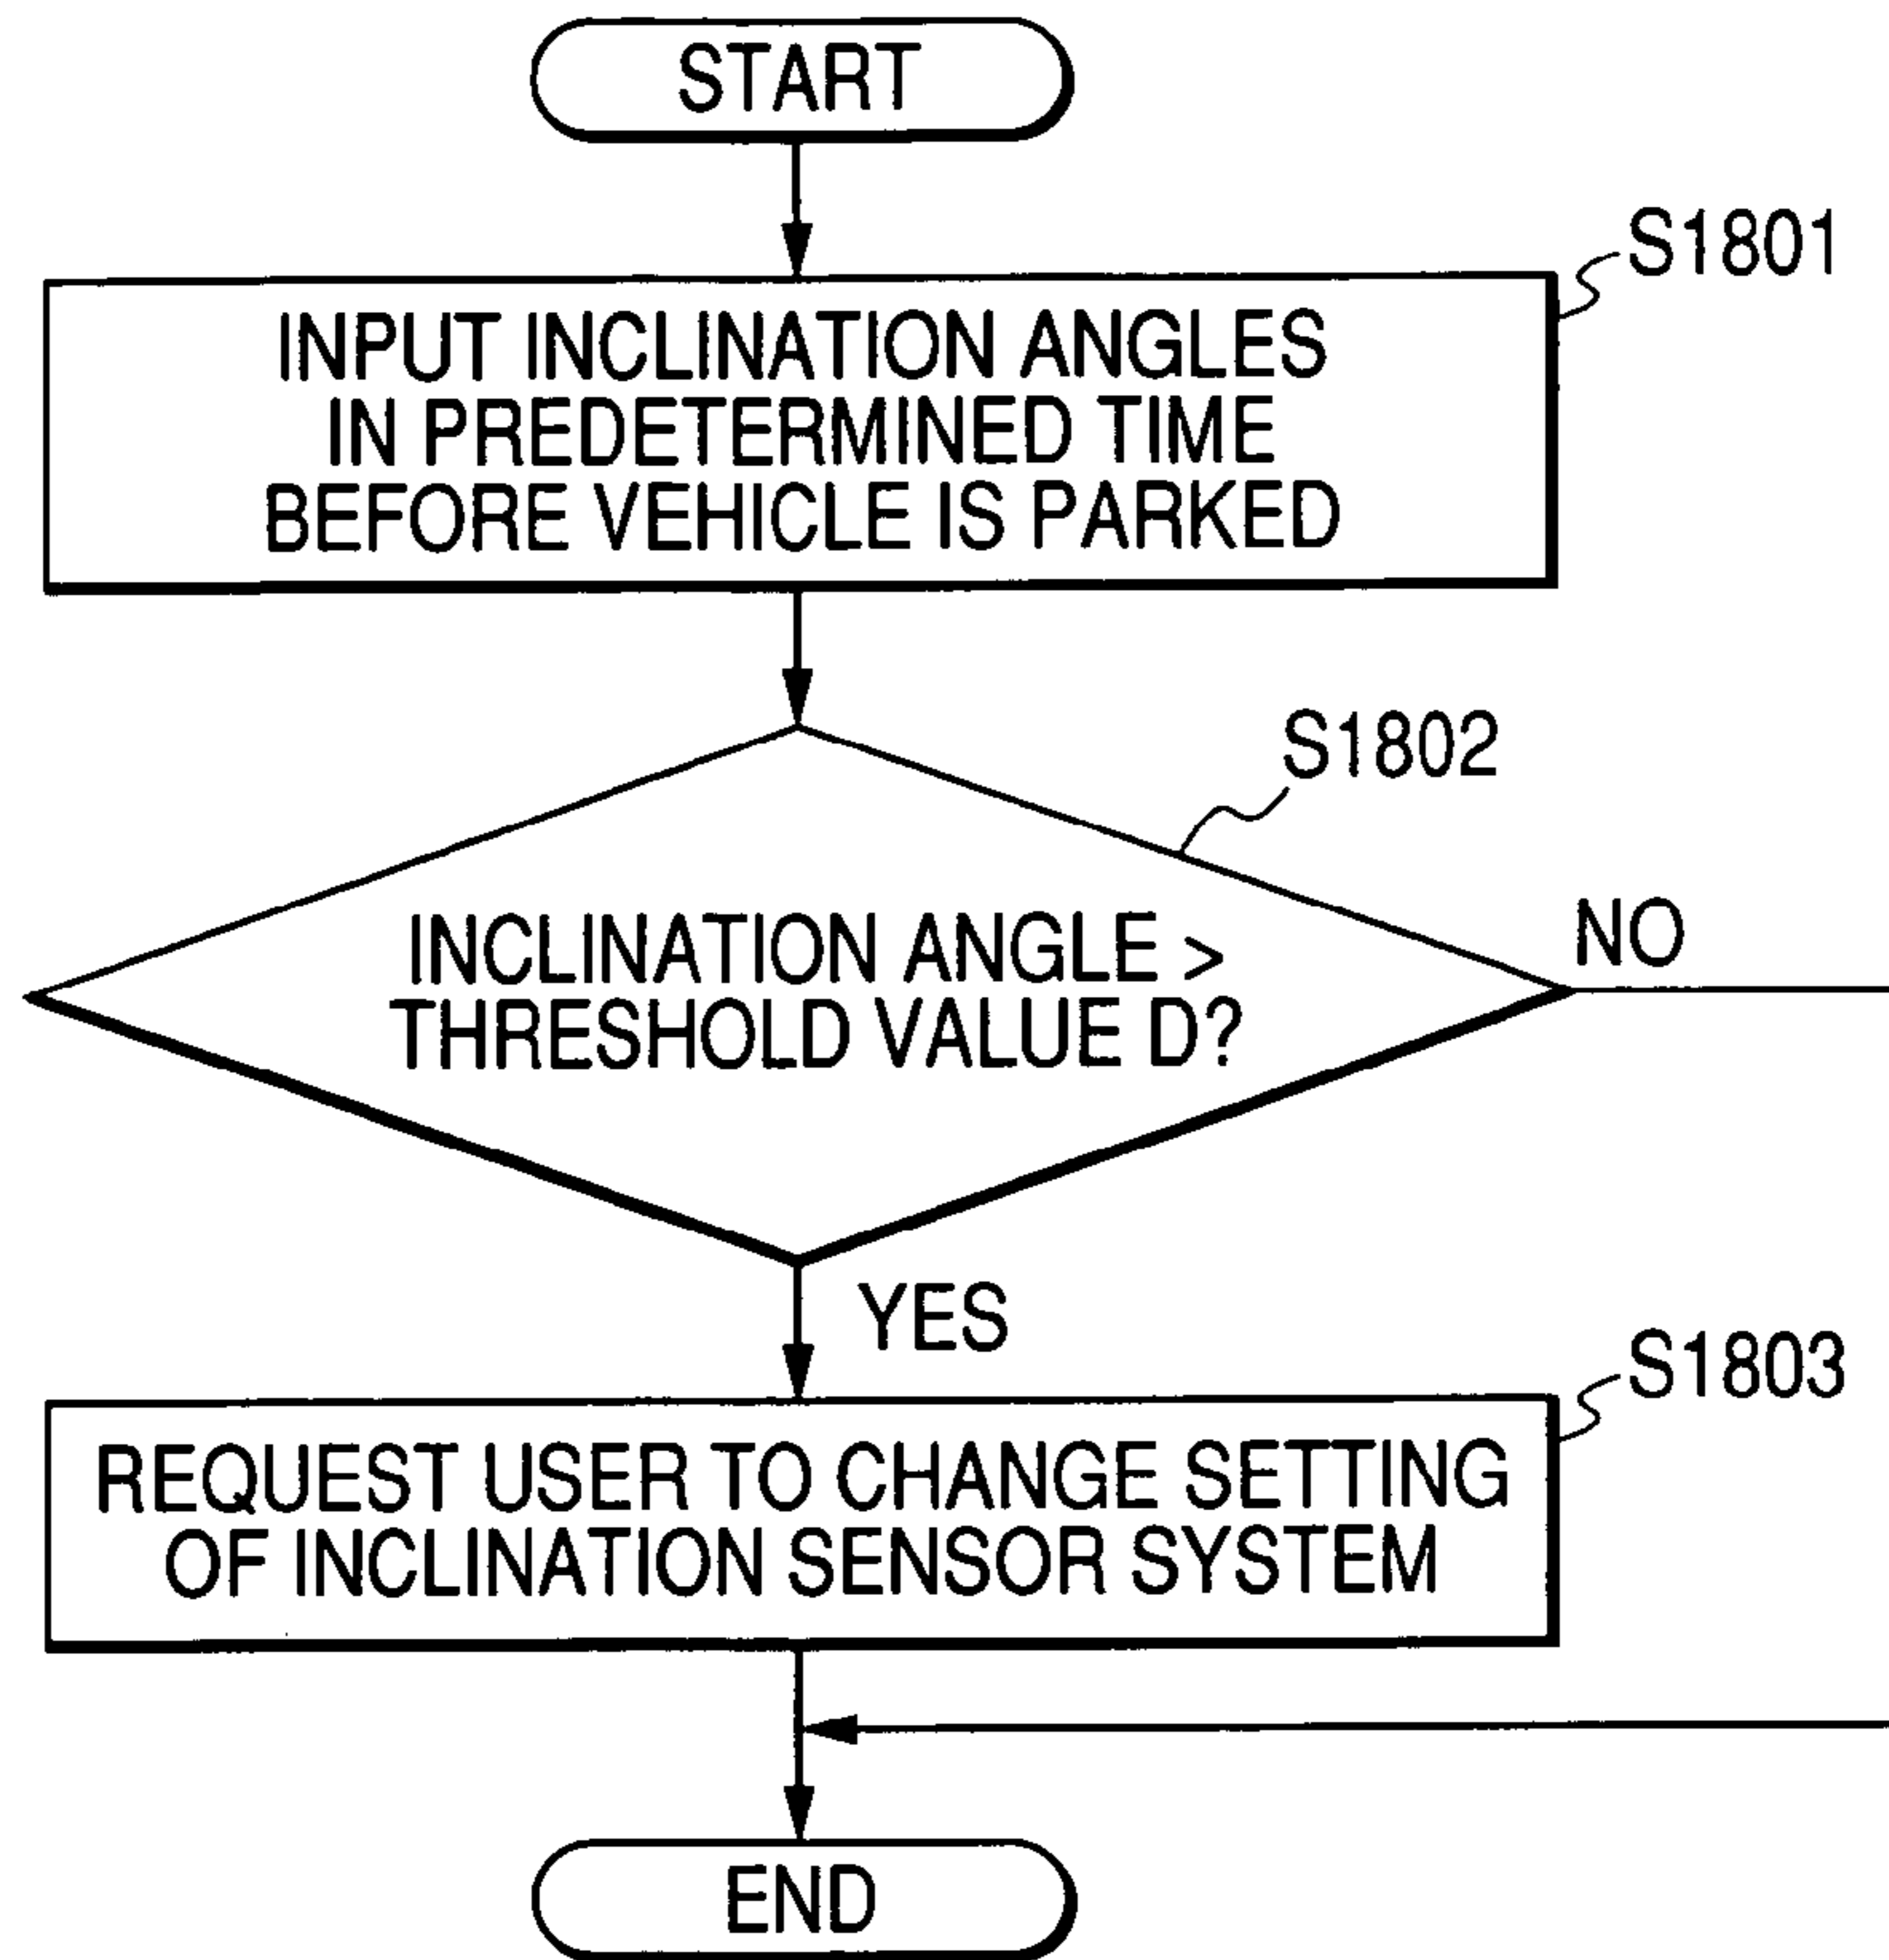 START
S1801
INPUT INCLINATION ANGLES
IN PREDETERMINED TIME
BEFORE VEHICLE IS PARKED
S1802
INCLINATION ANGLE >
THRESHOLD VALUE D?
NO
YES
S1803
REQUEST USER TO CHANGE SETTING
OF INCLINATION SENSOR SYSTEM
END